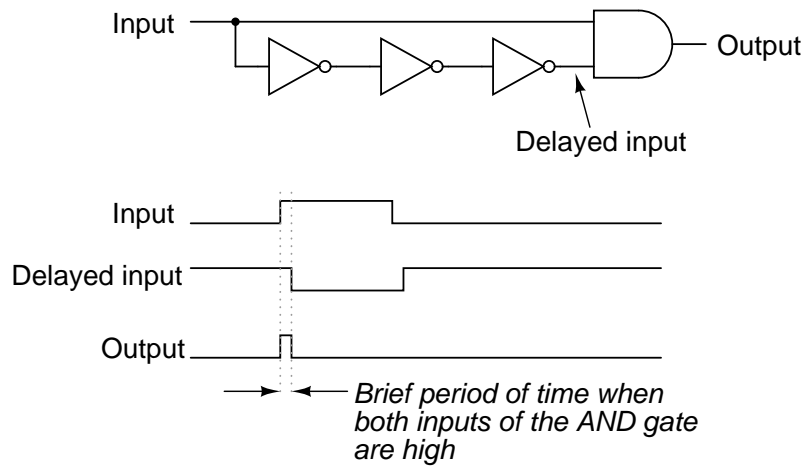 Input
Output
Delayed input
Input
Delayed input
Output
Brief period of time when
both inputs of the AND gate
are high